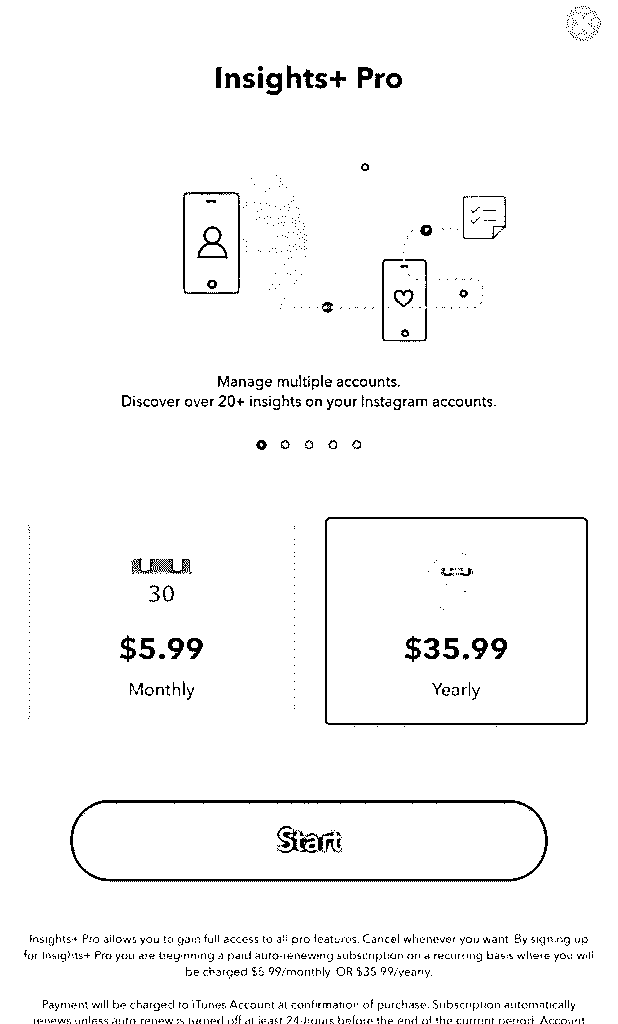 Insights+ Pro
Manage multiple accounts.
Discover over 20+ insights on your Instagram accounts.
30
$5.99
Monthly
$35.99
Yearly
Start
Insights+ Pro allows you to gain full access to all pro features. Cancel whenever you want. By signing up
for Insights+ Pro you are beginning a paid auto-renewing subscription on a recurring basis where you will
be charged $5.99/monthly OR $35.99/yearly.
Payment will be charged to iTunes Account at confirmation of purchase. Subscription automatically
renews unless auto renew is turned off at least 24-hours before the end of the current period. Account